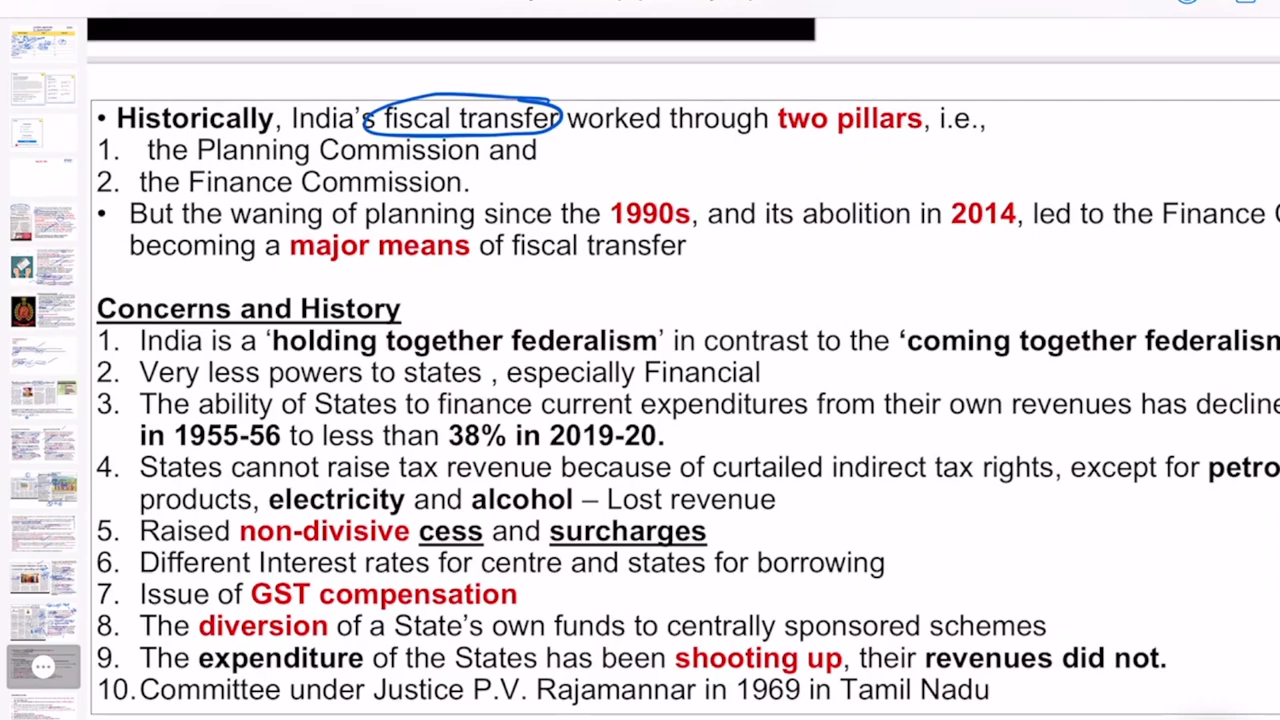 • Historically, India's fiscal transfer worked through two pillars, i.e.,
1. the Planning Commission and
2. the Finance Commission.
• But the waning of planning since the 1990s, and its abolition in 2014, led to the Finance
becoming a major means of fiscal transfer
Concerns and History
1. India is a ‘holding together federalism’ in contrast to the ‘coming together
2. Very less powers to states , especially Financial
3. The ability of States to finance current expenditures from their own revenues has
in 1955-56 to less than 38% in 2019-20.
4. States cannot raise tax revenue because of curtailed indirect tax rights, except for
products, electricity and alcohol – Lost revenue
5. Raised non-divisive cess and surcharges
6. Different Interest rates for centre and states for borrowing
7. Issue of GST compensation
8. The diversion of a State's own funds to centrally sponsored schemes
9. The expenditure of the States has been shooting up, their revenues did not.
10. Committee under Justice P.V. Rajamannar in 1969 in Tamil Nadu